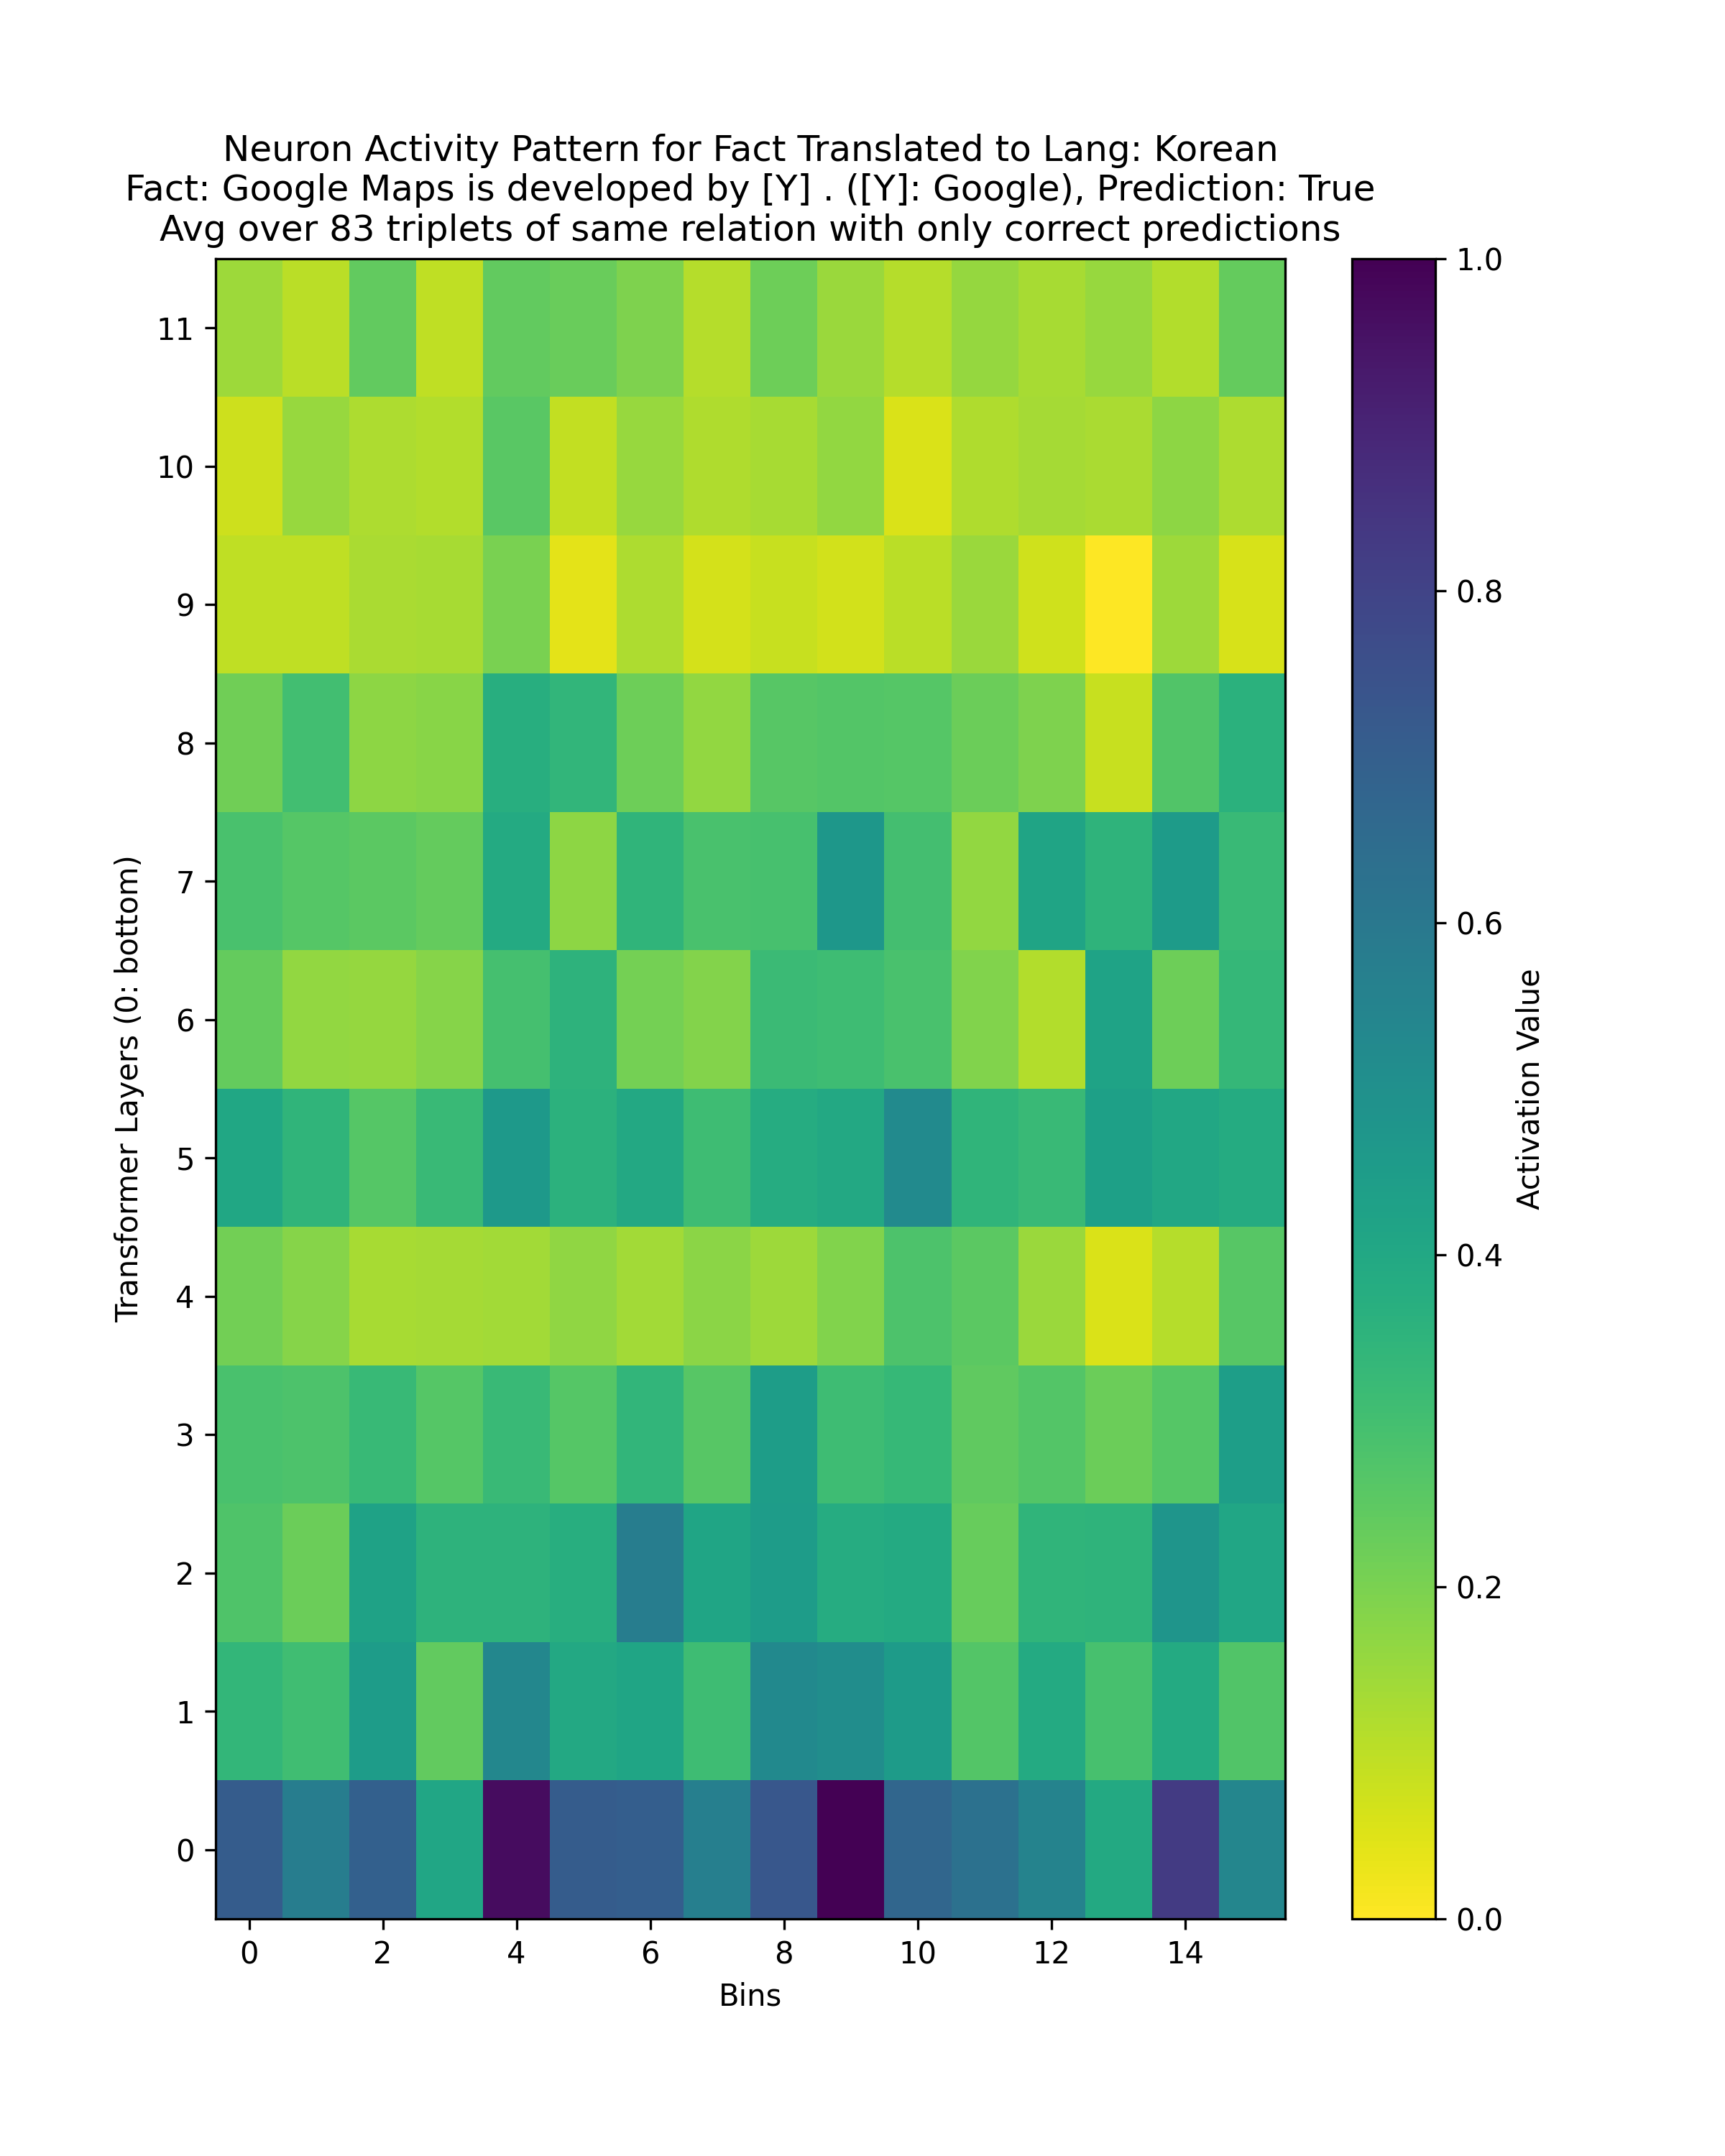 Neuron Activity Pattern for Fact Translated to Lang: Korean
Fact: Google Maps is developed by [Y] . ([Y]: Google), Prediction: True
Avg over 83 triplets of same relation with only correct predictions
Transformer Layers (0: bottom)
11
10
9
8
7
6
5
4
3
2
1
0
0 2 4 6 8 10 12 14
Bins
1.0
0.8
0.6
0.4
0.2
0.0
Activation Value